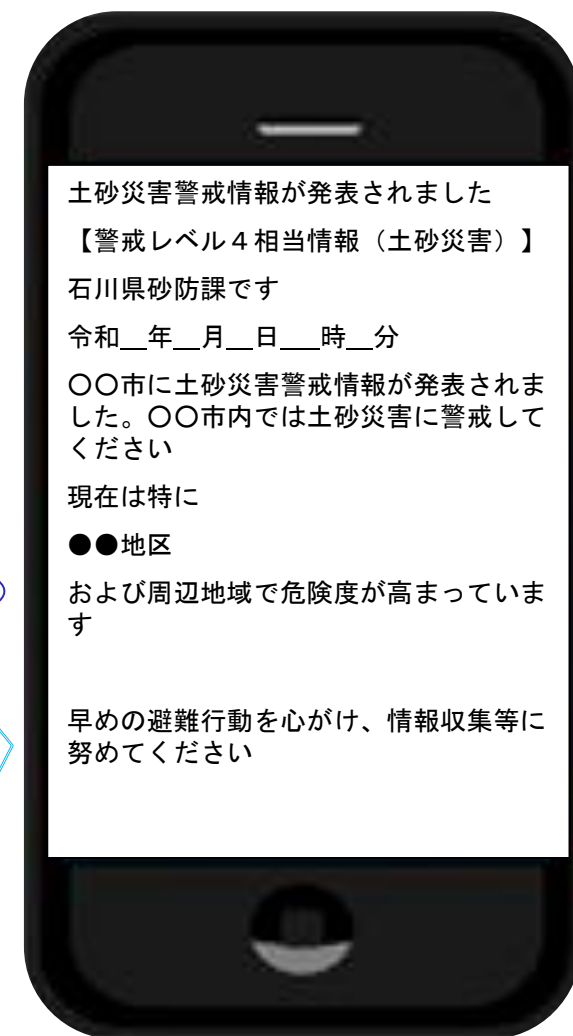 土砂災害警戒情報が発表されました
【警戒レベル４相当情報（土砂災害）】
石川県砂防課です
令和__年__月__日___時__分
〇〇市に土砂災害警戒情報が発表されま
した。〇〇市内では土砂災害に警戒して
ください
現在は特に
●●地区
および周辺地域で危険度が高まっていま
す
早めの避難行動を心がけ、情報収集等に
努めてください